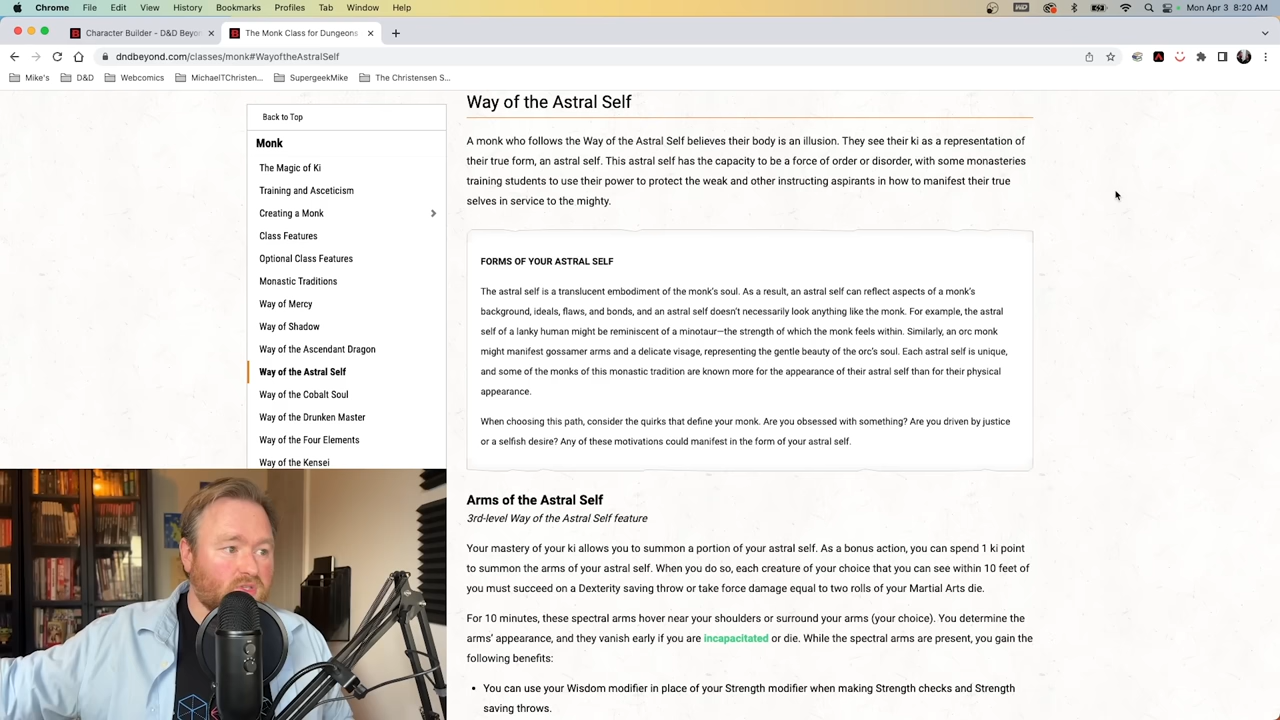 Chrome File Edit View History Bookmarks Profiles Tab Window Help
Mon Apr 3 8:20 AM
Character Builder - D&D Beyo
The Monk Class for Dungeons
dndbeyond.com/classes/monk#WayoftheAstralSelf
Mike's D&D Webcomics MichaelTChristen... SupergeekMike The Christensen S...
Back to Top
Monk
The Magic of Ki
Training and Asceticism
Creating a Monk
Class Features
Optional Class Features
Monastic Traditions
Way of Mercy
Way of Shadow
Way of the Ascendant Dragon
Way of the Astral Self
Way of the Cobalt Soul
Way of the Drunken Master
Way of the Four Elements
Way of the Kensei
Way of the Astral Self
A monk who follows the Way of the Astral Self believes their body is an illusion. They see their ki as a representation of
their true form, an astral self. This astral self has the capacity to be a force of order or disorder, with some monasteries
training students to use their power to protect the weak and other instructing aspirants in how to manifest their true
selves in service to the mighty.
FORMS OF YOUR ASTRAL SELF
The astral self is a translucent embodiment of the monk's soul. As a result, an astral self can reflect aspects of a monk's
background, ideals, flaws, and bonds, and an astral self doesn't necessarily look anything like the monk. For example, the astral
self of a lanky human might be reminiscent of a minotaur—the strength of which the monk feels within. Similarly, an orc monk
might manifest gossamer arms and a delicate visage, representing the gentle beauty of the orc's soul. Each astral self is unique,
and some of the monks of this monastic tradition are known more for the appearance of their astral self than for their physical
appearance.
When choosing this path, consider the quirks that define your monk. Are you obsessed with something? Are you driven by justice
or a selfish desire? Any of these motivations could manifest in the form of your astral self.
Arms of the Astral Self
3rd-level Way of the Astral Self feature
Your mastery of your ki allows you to summon a portion of your astral self. As a bonus action, you can spend 1 ki point
to summon the arms of your astral self. When you do so, each creature of your choice that you can see within 10 feet of
you must succeed on a Dexterity saving throw or take force damage equal to two rolls of your Martial Arts die.
For 10 minutes, these spectral arms hover near your shoulders or surround your arms (your choice). You determine the
arms' appearance, and they vanish early if you are incapacitated or die. While the spectral arms are present, you gain the
following benefits:
• You can use your Wisdom modifier in place of your Strength modifier when making Strength checks and Strength
saving throws.